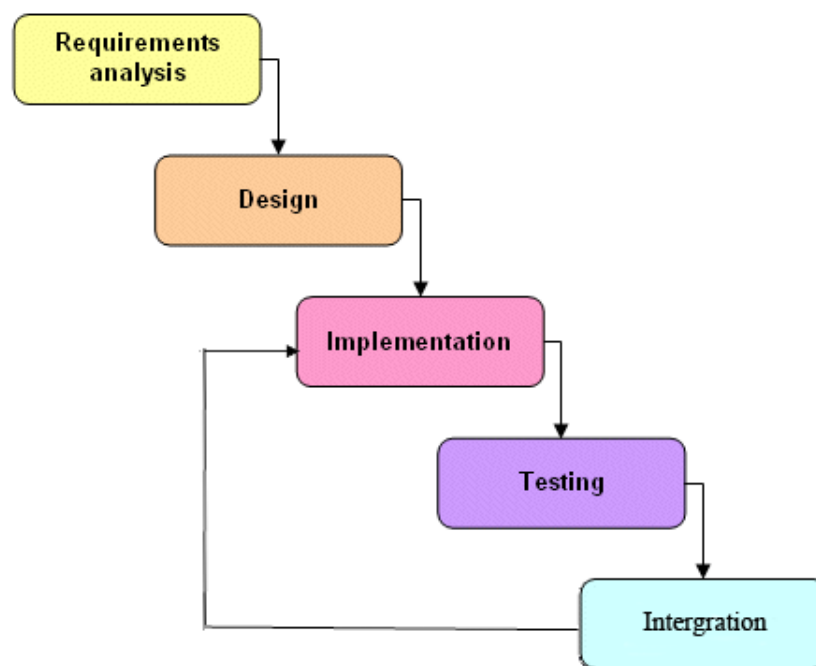 Requirements
analysis
Design
Implementation
Testing
Intergration